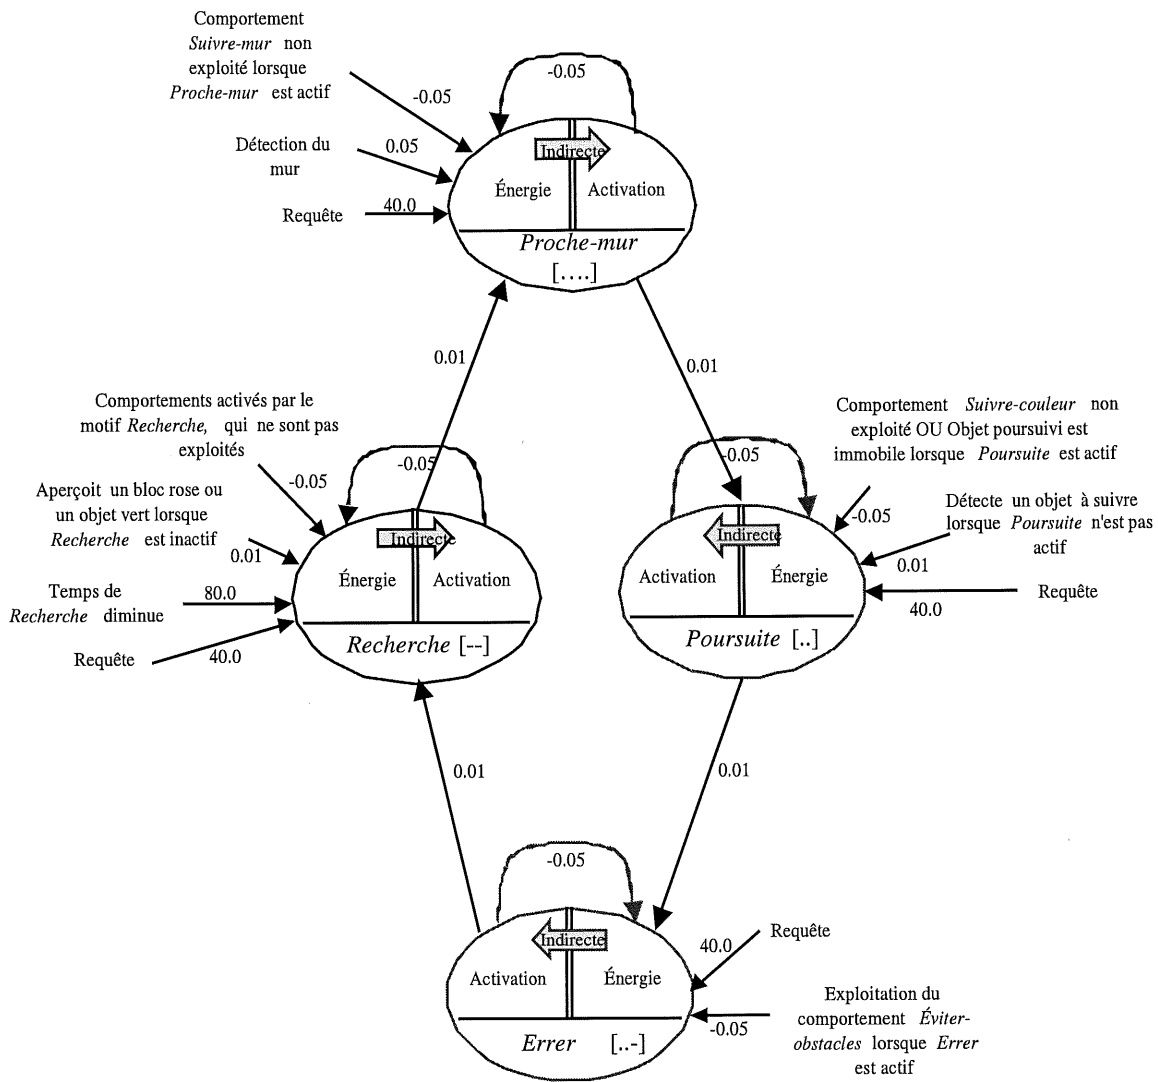 Comportement
Suivre-mur non
exploité lorsque
Proche-mur est actif
-0.05
-0.05
Détection du
mur
0.05
Requête
40.0
Indirecte
Énergie
Activation
Proche-mur
[....]
0.01
0.01
Comportements activés par le
motif Recherche, qui ne sont pas
exploités
-0.05
-0.05
Aperçoit un bloc rose ou
un objet vert lorsque
Recherche est inactif
0.01
Temps de
Recherche diminue
80.0
Requête
40.0
Indirecte
Énergie
Activation
Recherche [--]
Comportement Suivre-couleur non
exploité OU Objet poursuivi est
immobile lorsque Poursuite est actif
-0.05
-0.05
Détecte un objet à suivre
lorsque Poursuite n'est pas
actif
0.01
Requête
40.0
Indirecte
Activation
Énergie
Poursuite [..]
0.01
0.01
-0.05
Indirecte
Activation
Énergie
Errer [..-]
Requête
40.0
Exploitation du
comportement Éviter-
obstacles lorsque Errer
est actif
-0.05